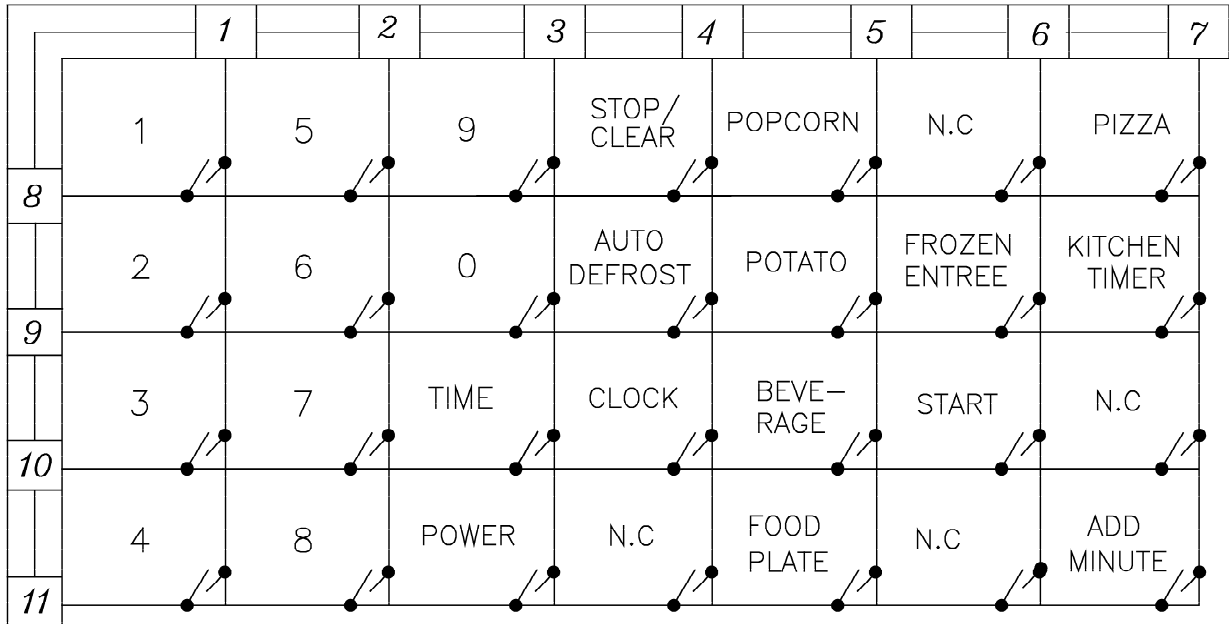 1 2 3 4 5 6 7
1 5 9 STOP/ POPCORN N.C PIZZA
CLEAR
8
2 6 0 AUTO POTATO FROZEN KITCHEN
DEFROST ENTREE TIMER
9
3 7 TIME CLOCK BEVE- START N.C
RAGE
10
4 8 POWER N.C FOOD N.C ADD
PLATE MINUTE
11